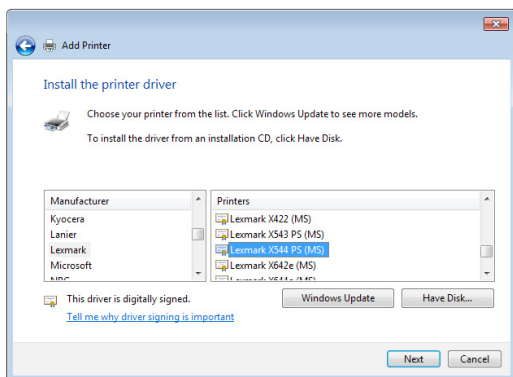 Add Printer
Install the printer driver
Choose your printer from the list. Click Windows Update to see more models.
To install the driver from an installation CD, click Have Disk.
Manufacturer
Kyocera
Lanier
Lexmark
Microsoft
Printers
Lexmark X422 (MS)
Lexmark X543 PS (MS)
Lexmark X544 PS (MS)
Lexmark X642e (MS)
This driver is digitally signed.
Tell me why driver signing is important
Windows Update
Have Disk...
Next
Cancel